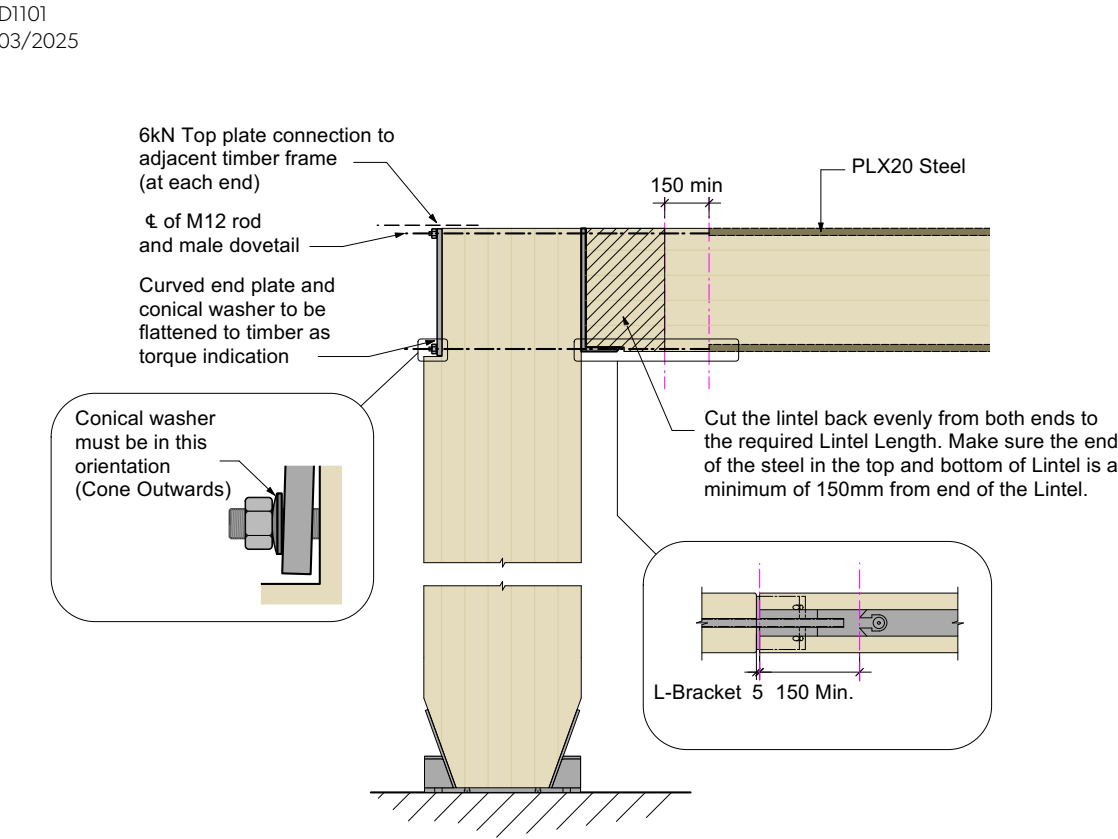 D1101
03/2025
6kN Top plate connection to
adjacent timber frame
(at each end)
℄ of M12 rod
and male dovetail
Curved end plate and
conical washer to be
flattened to timber as
torque indication
150 min
PLX20 Steel
Conical washer
must be in this
orientation
(Cone Outwards)
Cut the lintel back evenly from both ends to
the required Lintel Length. Make sure the end
of the steel in the top and bottom of Lintel is a
minimum of 150mm from end of the Lintel.
L-Bracket 5 150 Min.